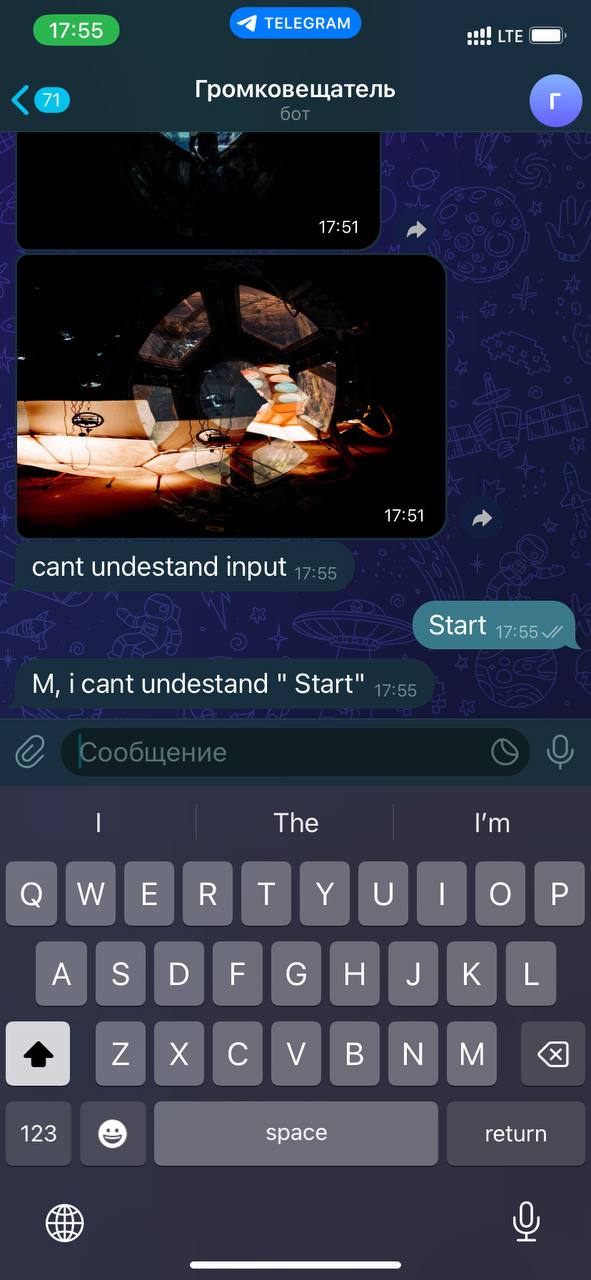 17:55
TELEGRAM
LTE
71
Громковещатель
бот
Г
17:51
17:51
cant undestand input 17:55
Start 17:55
M, i cant undestand " Start" 17:55
Сообщение
I The I'm
Q W E R T Y U I O P
A S D F G H J K L
Z X C V B N M
123 space return